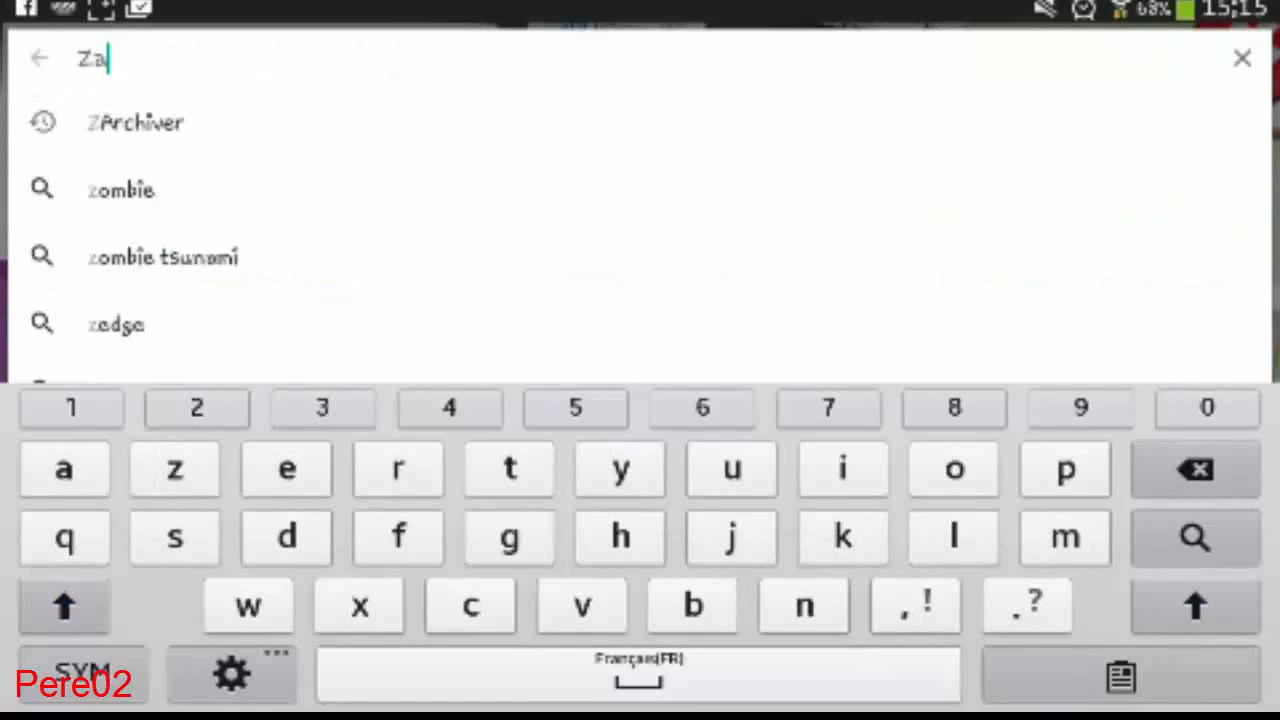 68% 15:15
Za
ZArchiver
zombie
zombie tsunami
zedge
1 2 3 4 5 6 7 8 9 0
a z e r t y u i o p
q s d f g h j k l m
w x c v b n , ! . ?
SYM Français(FR)
Pere02